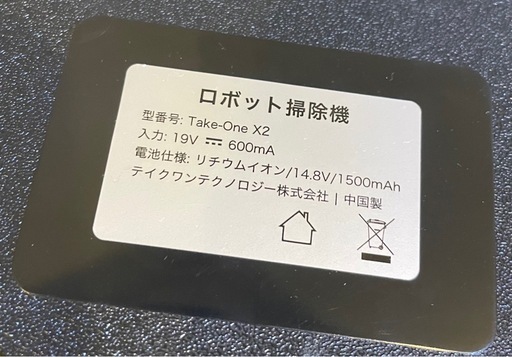 ロボット掃除機
型番号: Take-One X2
入力: 19V ⎓ 600mA
電池仕様: リチウムイオン/14.8V/1500mAh
テイクワンテクノロジー株式会社 | 中国製